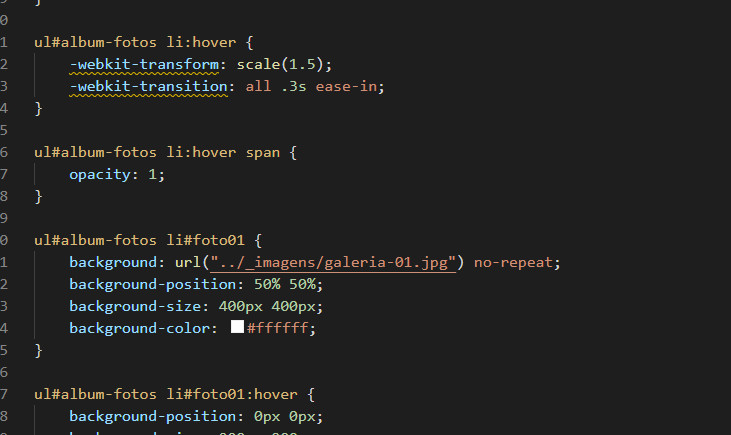 0
1 ul#album-fotos li:hover {
2 -webkit-transform: scale(1.5);
3 -webkit-transition: all .3s ease-in;
4 }
5
6 ul#album-fotos li:hover span {
7 opacity: 1;
8 }
9
0 ul#album-fotos li#foto01 {
1 background: url("../_imagens/galeria-01.jpg") no-repeat;
2 background-position: 50% 50%;
3 background-size: 400px 400px;
4 background-color: #ffffff;
5 }
6
7 ul#album-fotos li#foto01:hover {
8 background-position: 0px 0px;